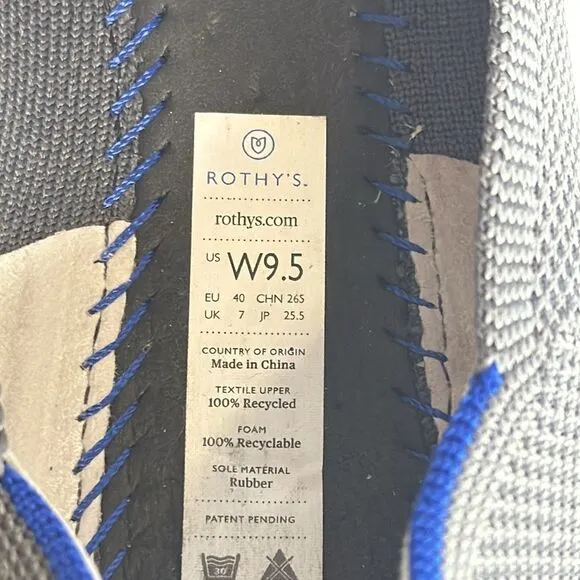 ROTHY'S™
rothys.com
US W9.5
EU 40 CHN 265
UK 7 JP 25.5
COUNTRY OF ORIGIN
Made in China
TEXTILE UPPER
100% Recycled
FOAM
100% Recyclable
SOLE MATERIAL
Rubber
PATENT PENDING
30